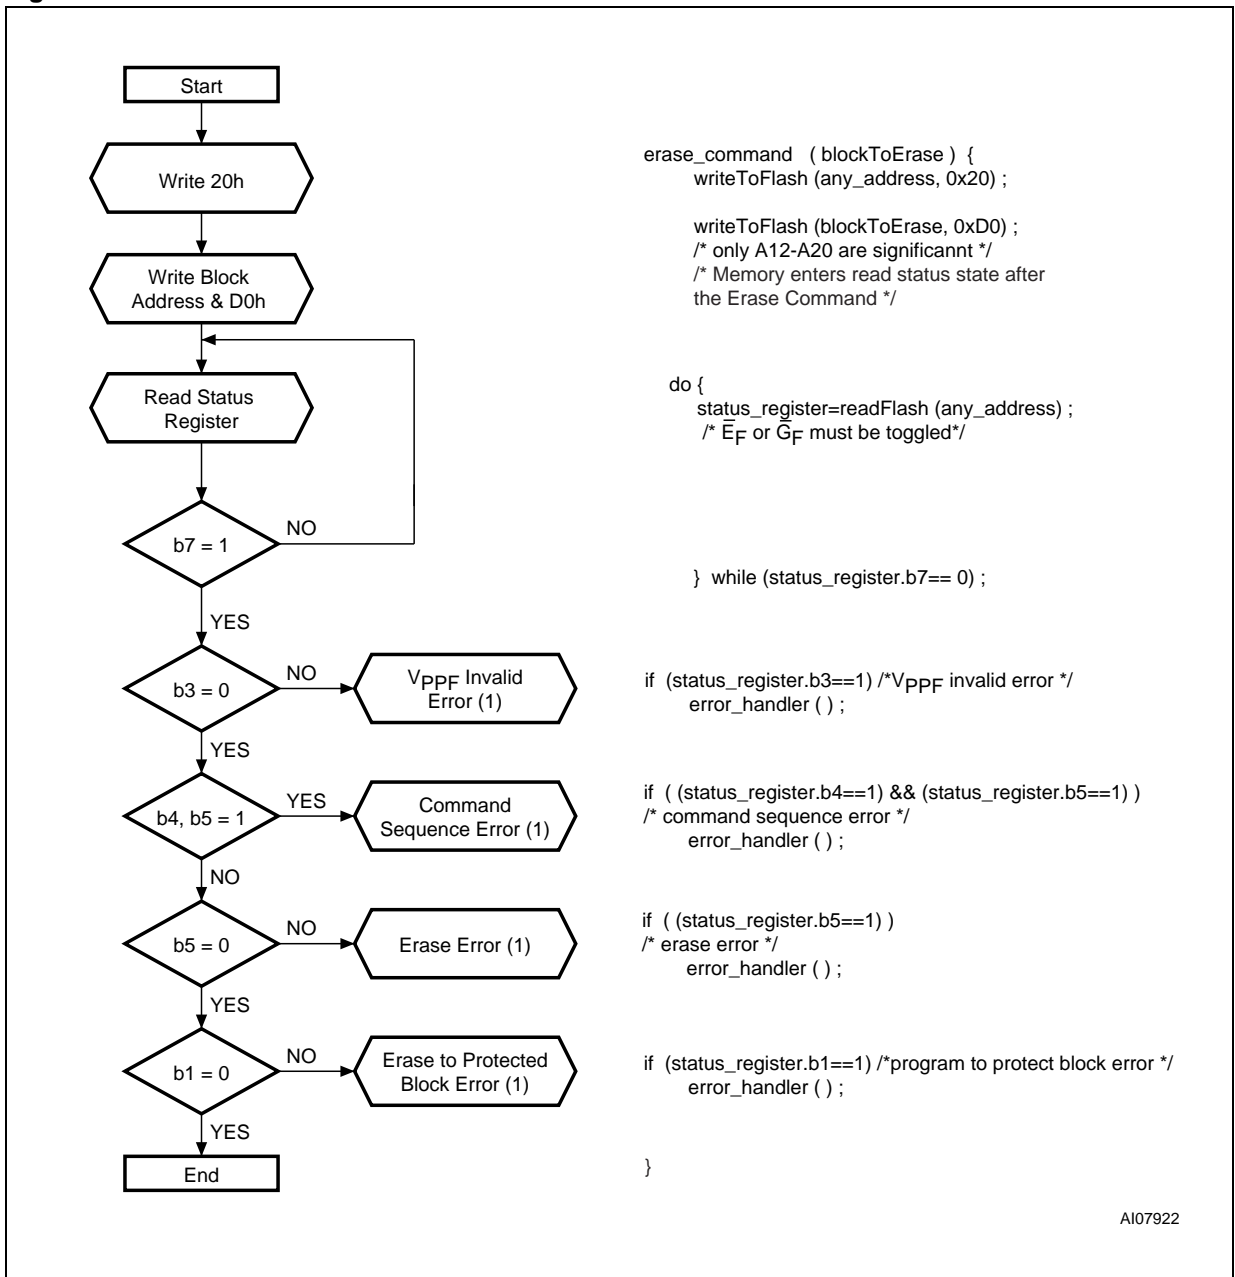 Start
Write 20h
Write Block
Address & D0h
Read Status
Register
b7 = 1
NO
YES
b3 = 0
NO
VPPF Invalid
Error (1)
YES
b4, b5 = 1
YES
Command
Sequence Error (1)
NO
b5 = 0
NO
Erase Error (1)
YES
b1 = 0
NO
Erase to Protected
Block Error (1)
YES
End
erase_command ( blockToErase ) {
writeToFlash (any_address, 0x20) ;
writeToFlash (blockToErase, 0xD0) ;
/* only A12-A20 are significannt */
/* Memory enters read status state after
the Erase Command */
do {
status_register=readFlash (any_address) ;
/* E̅F or G̅F must be toggled*/
} while (status_register.b7== 0) ;
if (status_register.b3==1) /*VPPF invalid error */
error_handler ( ) ;
if ( (status_register.b4==1) && (status_register.b5==1) )
/* command sequence error */
error_handler ( ) ;
if ( (status_register.b5==1) )
/* erase error */
error_handler ( ) ;
if (status_register.b1==1) /*program to protect block error */
error_handler ( ) ;
}
AI07922